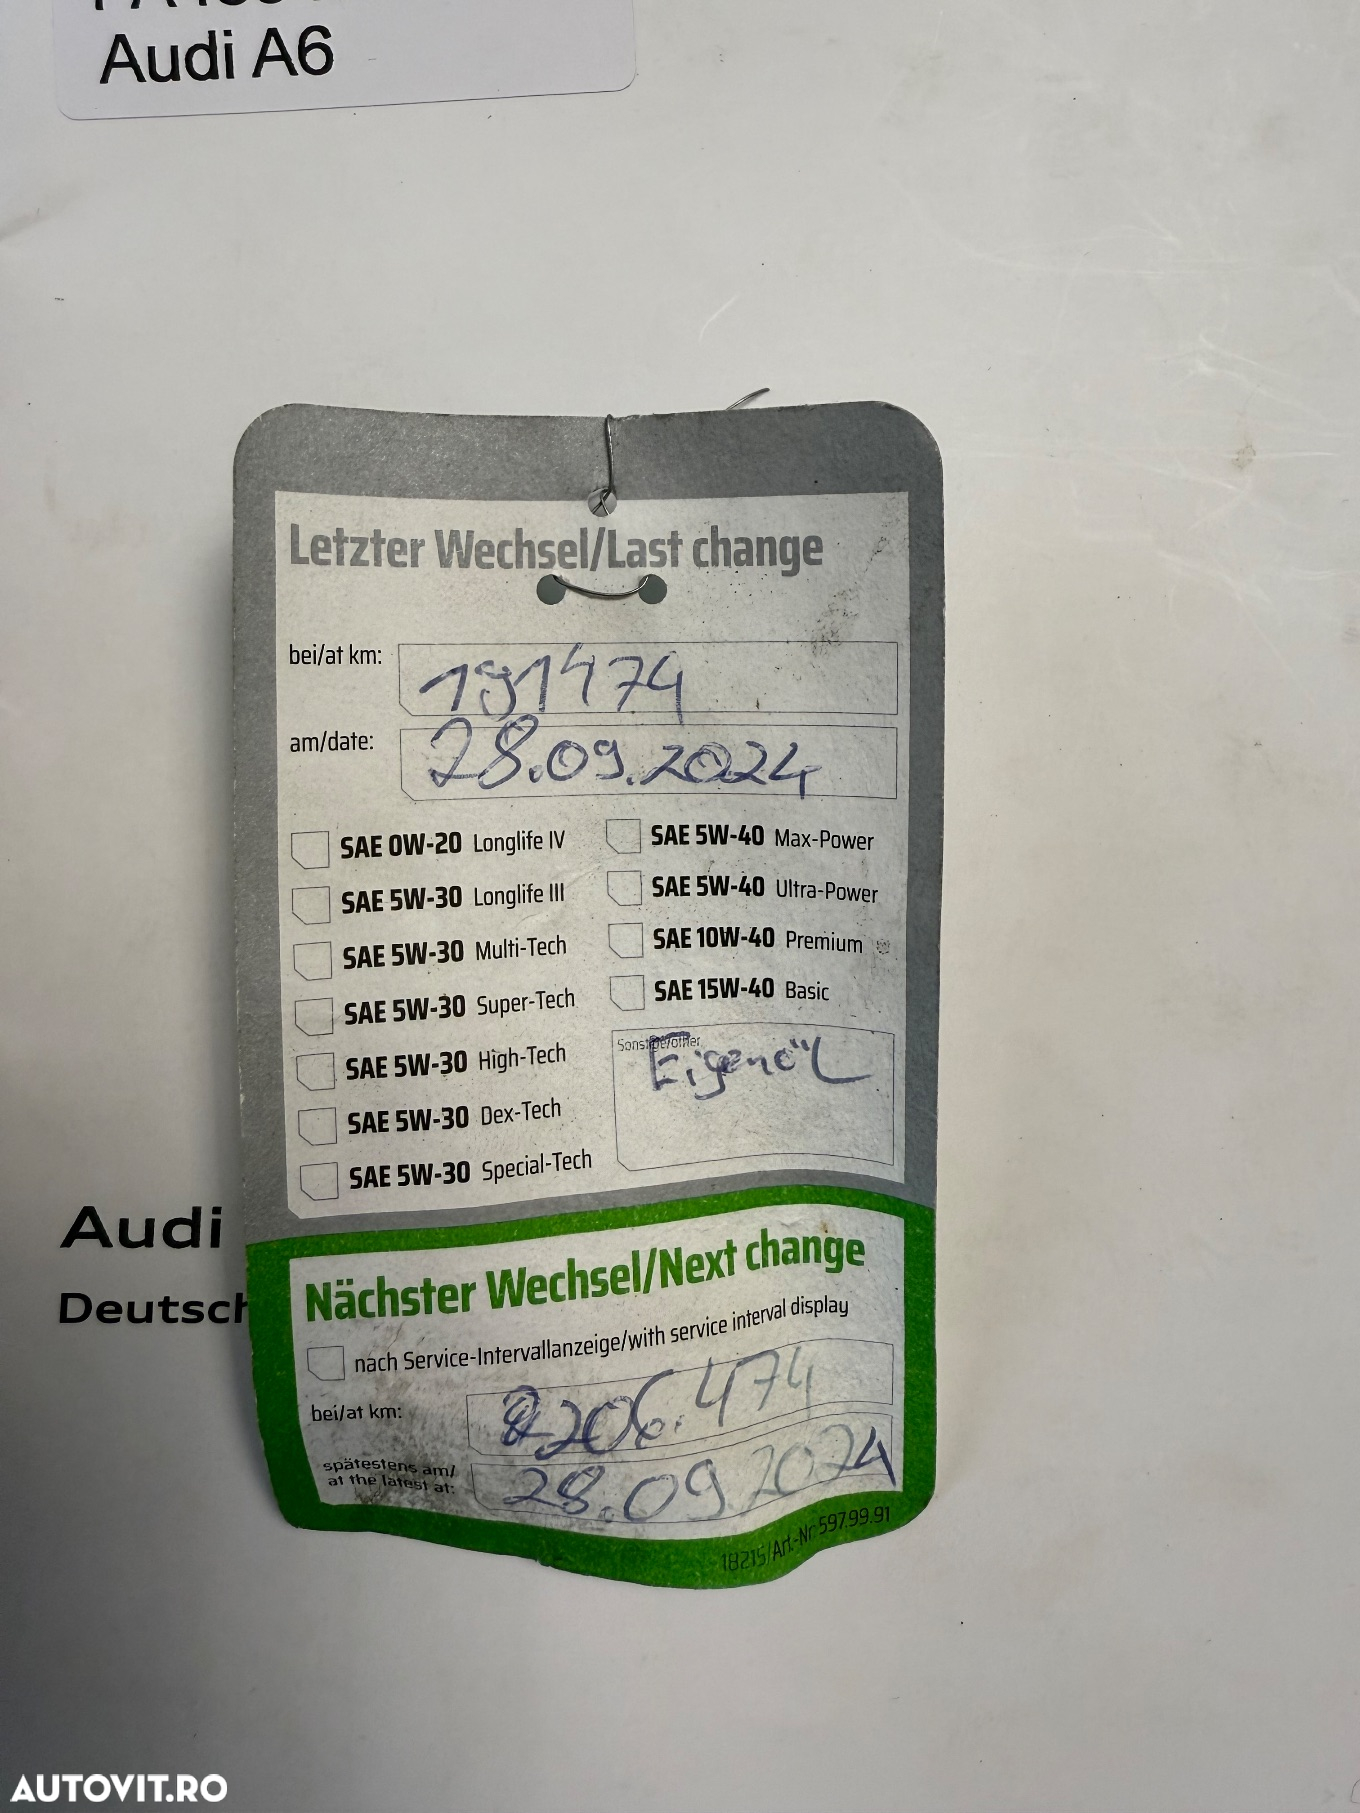 Audi A6
Letzter Wechsel/Last change
bei/at km: 191474
am/date: 28.09.2024
SAE 0W-20 Longlife IV
SAE 5W-30 Longlife III
SAE 5W-30 Multi-Tech
SAE 5W-30 Super-Tech
SAE 5W-30 High-Tech
SAE 5W-30 Dex-Tech
SAE 5W-30 Special-Tech
SAE 5W-40 Max-Power
SAE 5W-40 Ultra-Power
SAE 10W-40 Premium
SAE 15W-40 Basic
Sonstige/other
Eigenöl
Audi
Deutsch
Nächster Wechsel/Next change
nach Service-Intervallanzeige/with service interval display
bei/at km: 206.474
spätestens am/
at the latest at: 28.09.2024
18215/Art.-Nr. 597.99.91
AUTOVIT.RO